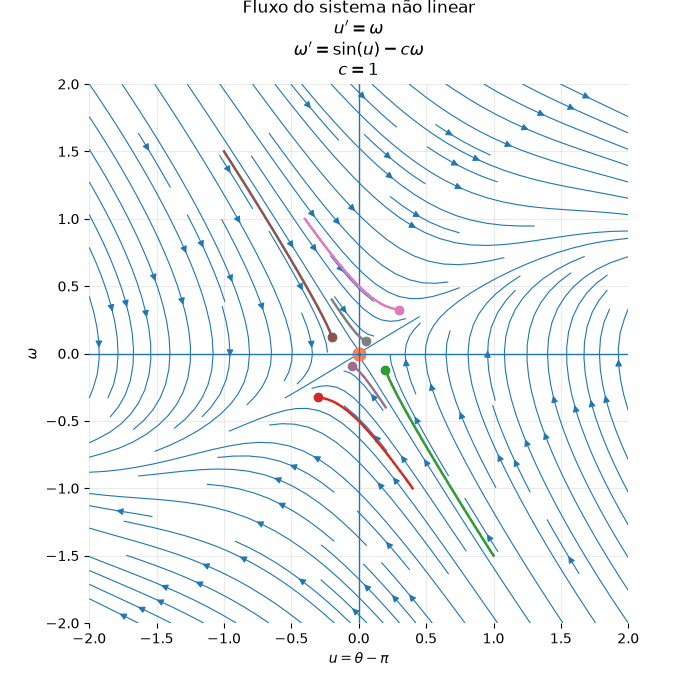 Fluxo do sistema não linear
u′ = ω
ω′ = sin(u) − cω
c = 1
2.0
1.5
1.0
0.5
0.0
−0.5
−1.0
−1.5
−2.0
ω
−2.0 −1.5 −1.0 −0.5 0.0 0.5 1.0 1.5 2.0
u = θ − π